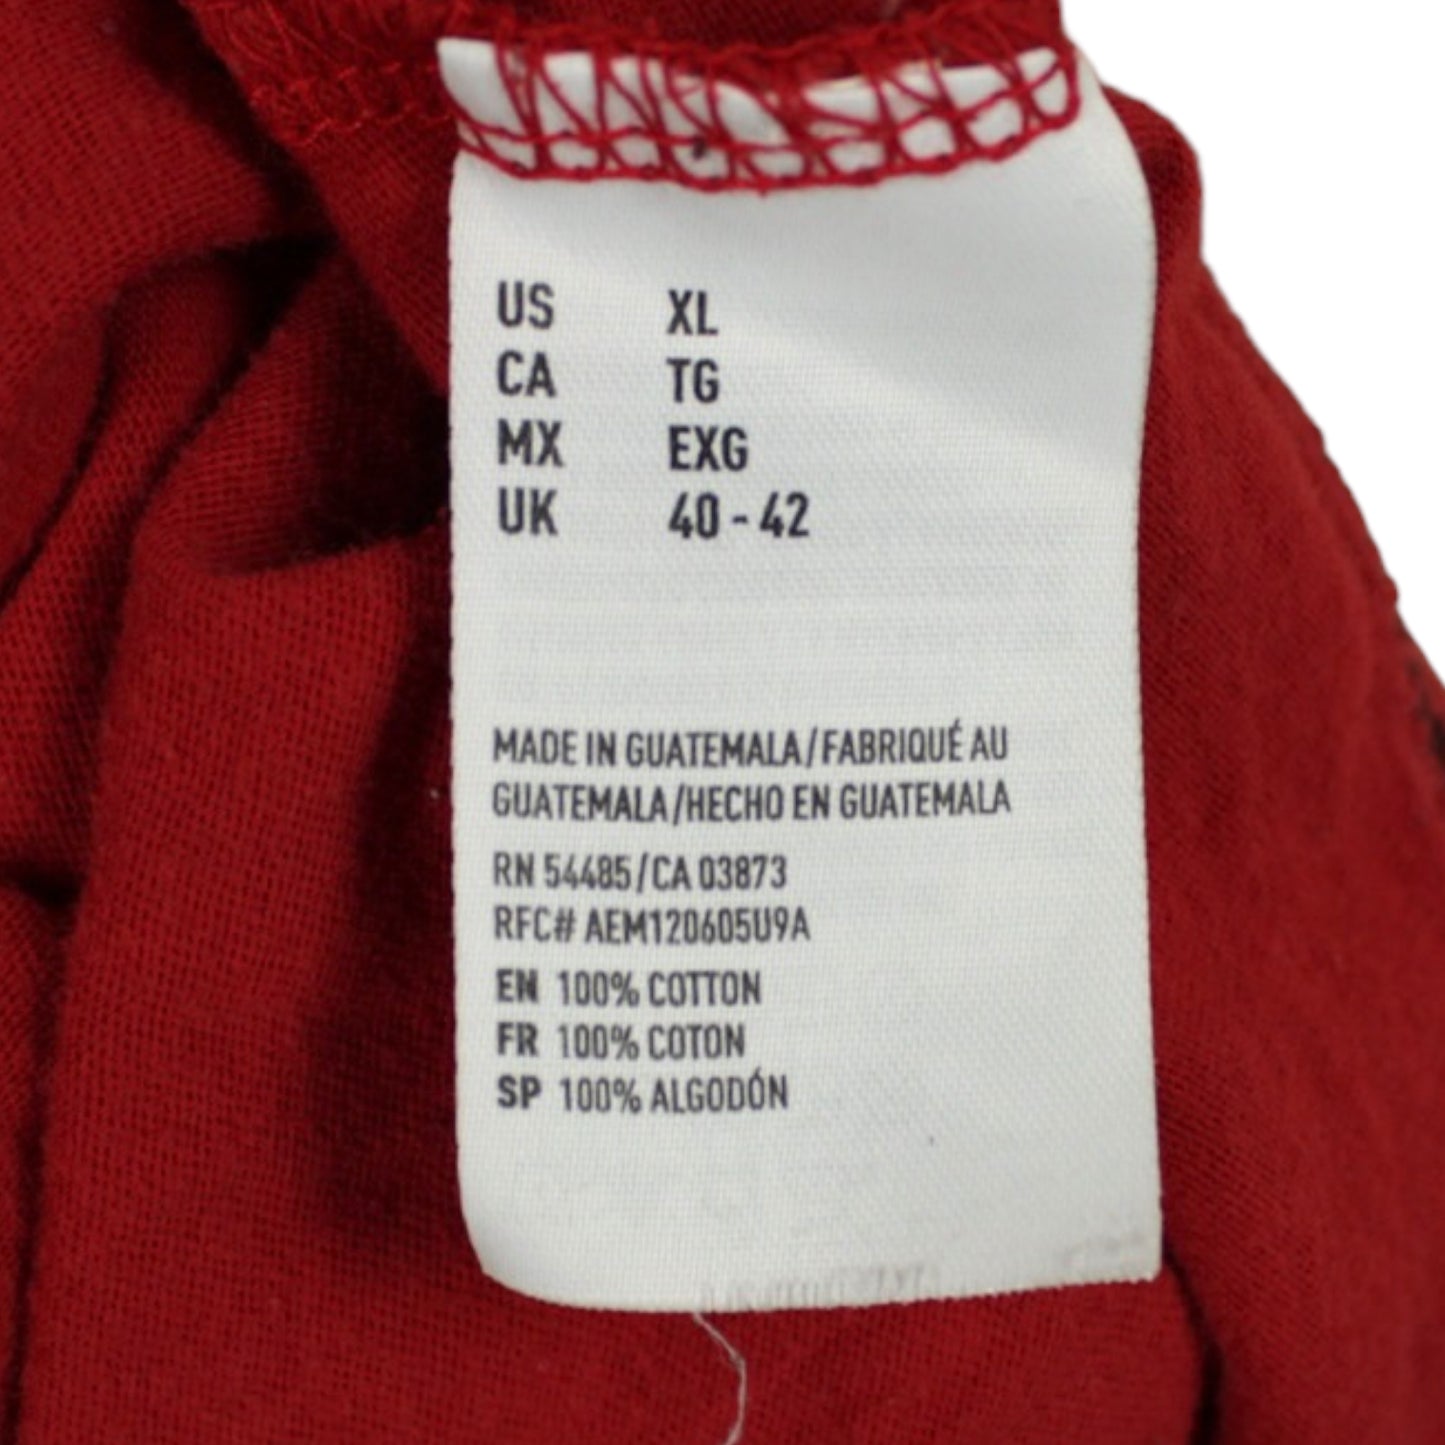 US XL
CA TG
MX EXG
UK 40 - 42
MADE IN GUATEMALA/FABRIQUÉ AU
GUATEMALA/HECHO EN GUATEMALA
RN 54485/CA 03873
RFC# AEM120605U9A
EN 100% COTTON
FR 100% COTON
SP 100% ALGODÓN